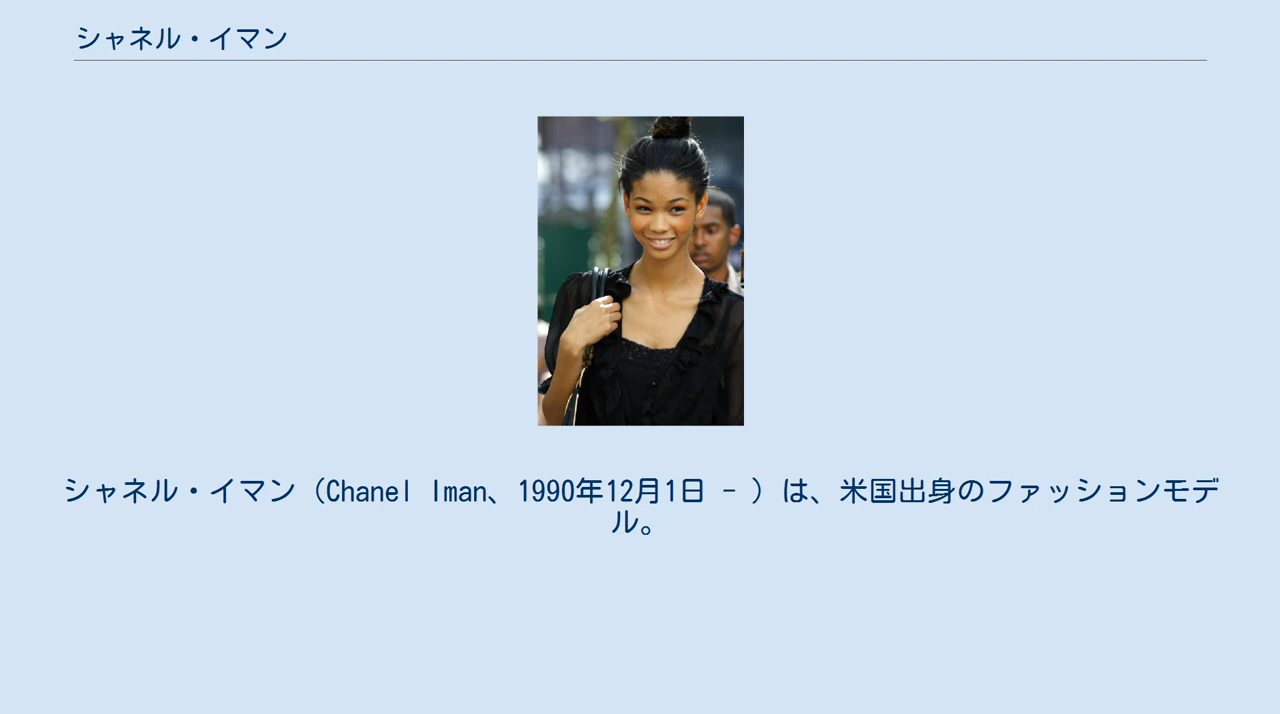 シャネル・イマン
シャネル・イマン（Chanel Iman、1990年12月1日 - ）は、米国出身のファッションモデ
ル。